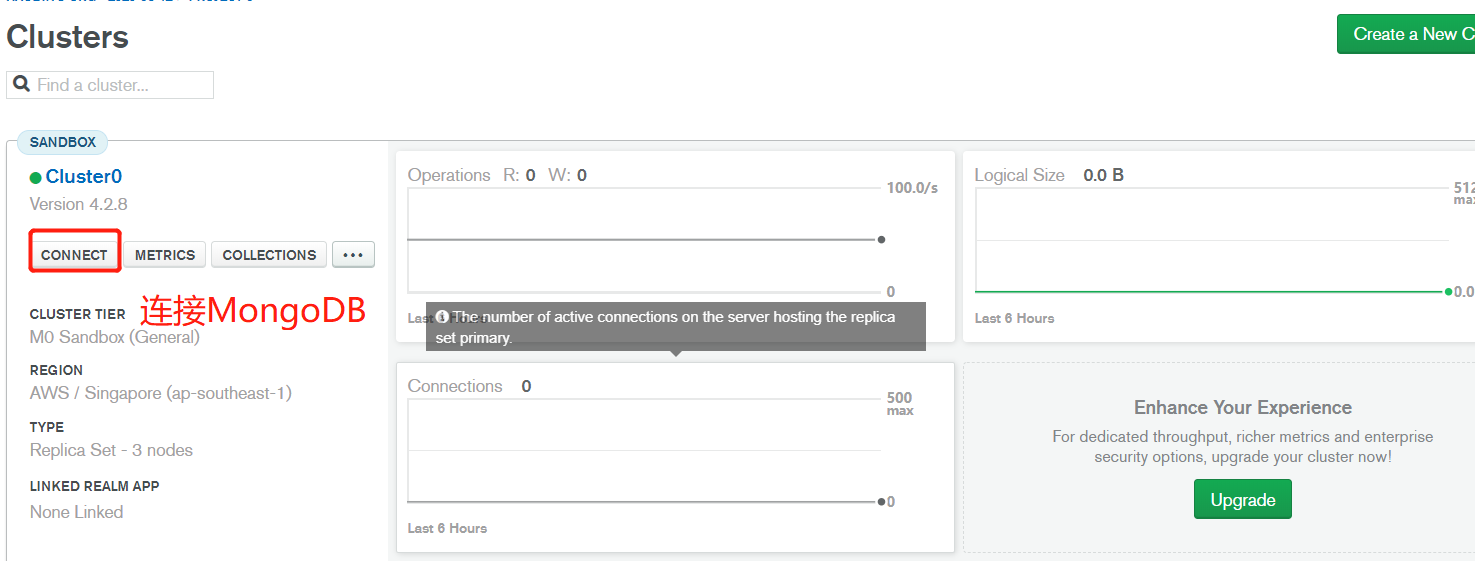 Clusters
Create a New C
Find a cluster...
SANDBOX
Cluster0
Version 4.2.8
CONNECT METRICS COLLECTIONS ...
连接MongoDB
CLUSTER TIER
M0 Sandbox (General)
REGION
AWS / Singapore (ap-southeast-1)
TYPE
Replica Set - 3 nodes
LINKED REALM APP
None Linked
Operations R: 0 W: 0
100.0/s
0
Last 6 Hours
The number of active connections on the server hosting the replica
set primary.
Logical Size 0.0 B
512
max
0.0
Last 6 Hours
Connections 0
500
max
0
Last 6 Hours
Enhance Your Experience
For dedicated throughput, richer metrics and enterprise
security options, upgrade your cluster now!
Upgrade